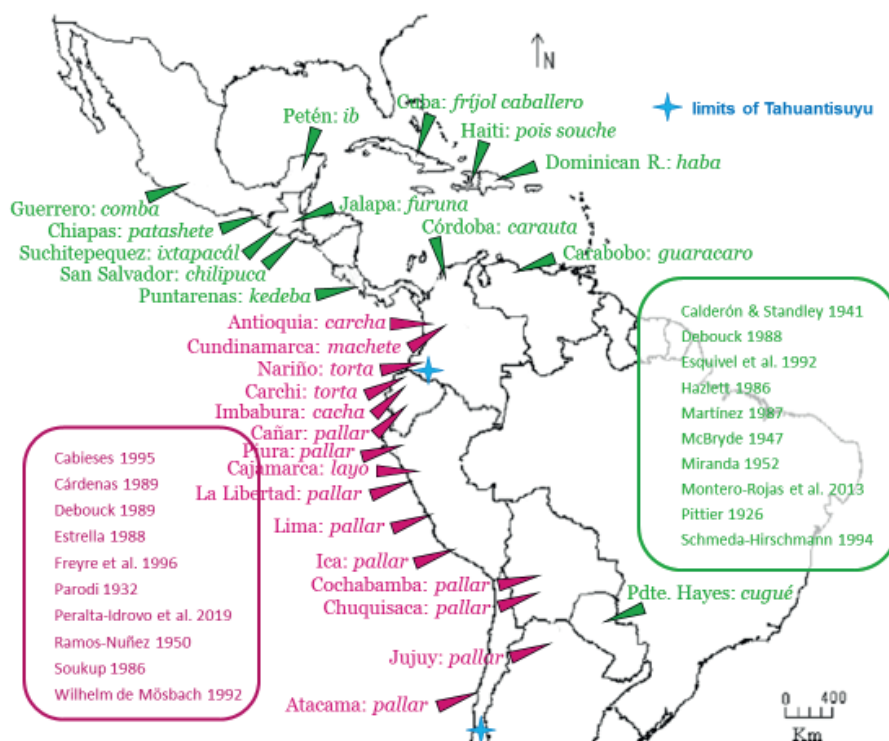 N
limits of Tahuantisuyu
Cuba: fríjol caballero
Petén: ib
Haiti: pois souche
Dominican R.: haba
Guerrero: comba
Jalapa: furuna
Chiapas: patashete
Córdoba: carauta
Suchitepequez: ixtapacál
Carabobo: guaracaro
San Salvador: chilipuca
Puntarenas: kedeba
Antioquia: carcha
Cundinamarca: machete
Nariño: torta
Carchi: torta
Imbabura: cacha
Cañar: pallar
Piura: pallar
Cajamarca: layo
La Libertad: pallar
Lima: pallar
Ica: pallar
Cochabamba: pallar
Chuquisaca: pallar
Pdte. Hayes: cugué
Jujuy: pallar
Atacama: pallar
Calderón & Standley 1941
Debouck 1988
Esquivel et al. 1992
Hazlett 1986
Martínez 1987
McBryde 1947
Miranda 1952
Montero-Rojas et al. 2013
Pittier 1926
Schmeda-Hirschmann 1994
Cabieses 1995
Cárdenas 1989
Debouck 1989
Estrella 1988
Freyre et al. 1996
Parodi 1932
Peralta-Idrovo et al. 2019
Ramos-Nuñez 1950
Soukup 1986
Wilhelm de Mösbach 1992
0 400
Km